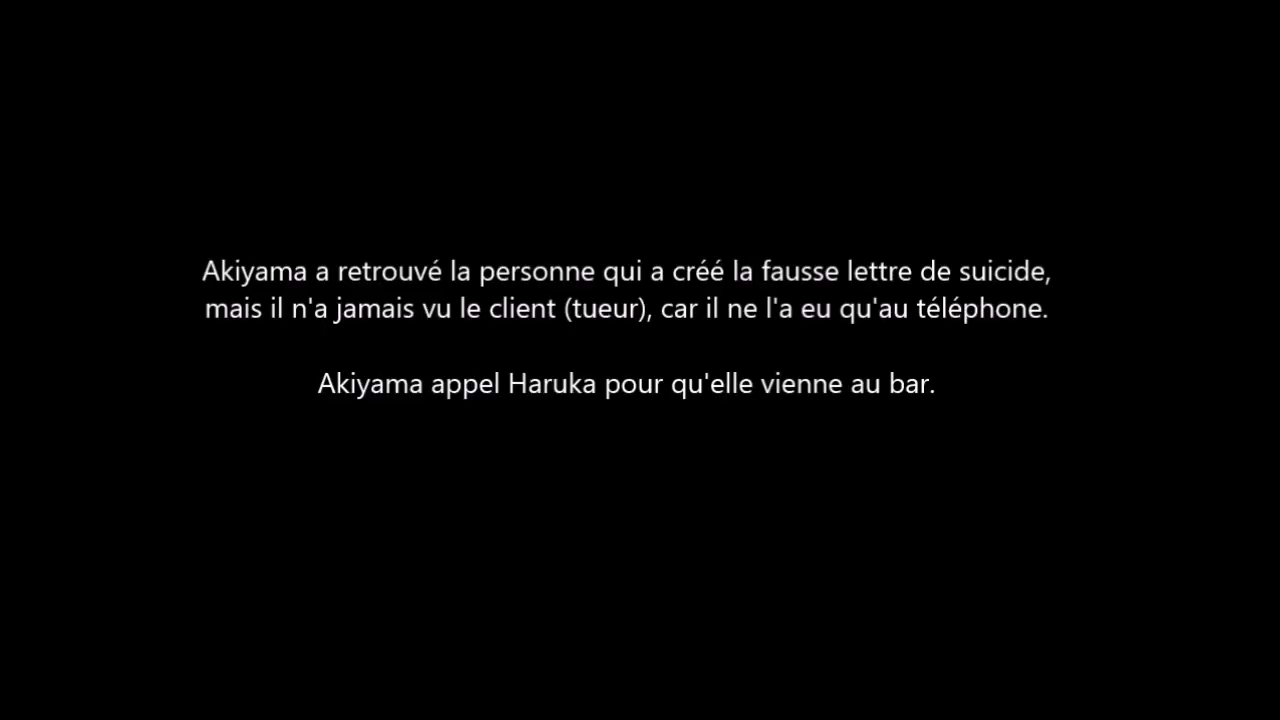 Akiyama a retrouvé la personne qui a créé la fausse lettre de suicide,
mais il n'a jamais vu le client (tueur), car il ne l'a eu qu'au téléphone.
Akiyama appel Haruka pour qu'elle vienne au bar.